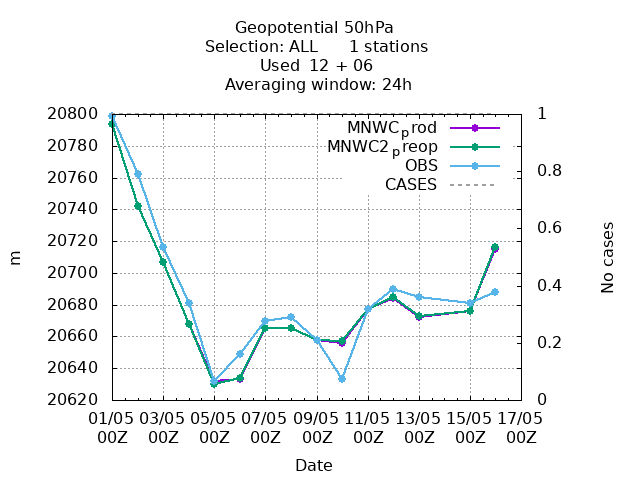 Geopotential 50hPa
Selection: ALL      1 stations
Used  12 + 06
Averaging window: 24h
20800
20780
20760
20740
20720
20700
20680
20660
20640
20620
m
1
0.8
0.6
0.4
0.2
0
No cases
MNWCprod
MNWC2preop
OBS
CASES
01/05 03/05 05/05 07/05 09/05 11/05 13/05 15/05 17/05
00Z 00Z 00Z 00Z 00Z 00Z 00Z 00Z 00Z
Date